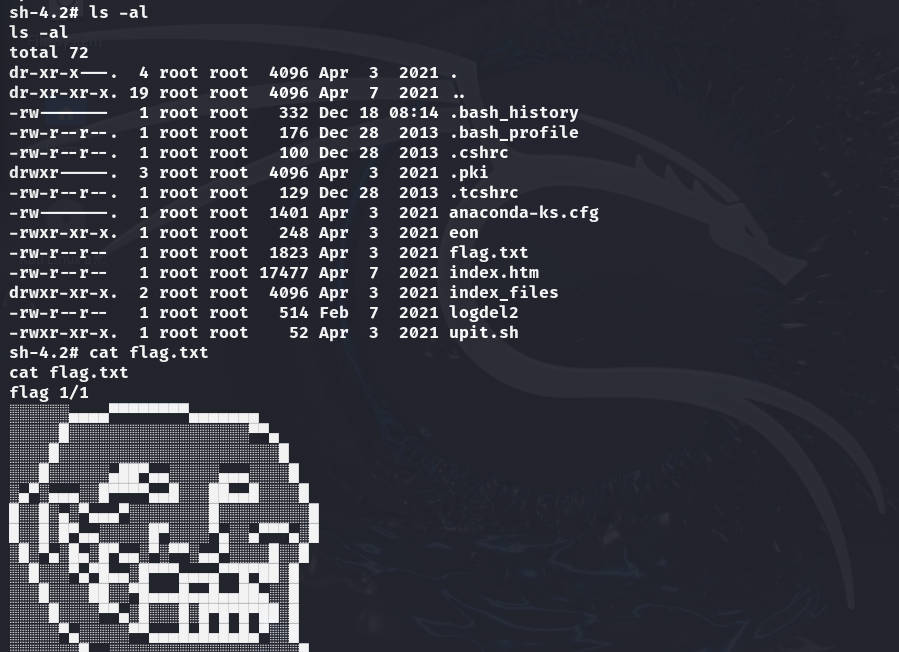 sh-4.2# ls -al
ls -al
total 72
dr-xr-x---.  4 root root  4096 Apr  3  2021 .
dr-xr-xr-x. 19 root root  4096 Apr  7  2021 ..
-rw-------   1 root root   332 Dec 18 08:14 .bash_history
-rw-r--r--.  1 root root   176 Dec 28  2013 .bash_profile
-rw-r--r--.  1 root root   100 Dec 28  2013 .cshrc
drwxr-----.  3 root root  4096 Apr  3  2021 .pki
-rw-r--r--.  1 root root   129 Dec 28  2013 .tcshrc
-rw-------.  1 root root  1401 Apr  3  2021 anaconda-ks.cfg
-rwxr-xr-x.  1 root root   248 Apr  3  2021 eon
-rw-r--r--   1 root root  1823 Apr  3  2021 flag.txt
-rw-r--r--   1 root root 17477 Apr  7  2021 index.htm
drwxr-xr-x.  2 root root  4096 Apr  3  2021 index_files
-rw-r--r--   1 root root   514 Feb  7  2021 logdel2
-rwxr-xr-x.  1 root root    52 Apr  3  2021 upit.sh
sh-4.2# cat flag.txt
cat flag.txt
flag 1/1